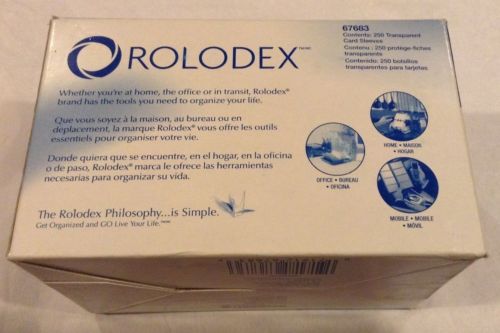 67683
Contents: 250 Transparent
Card Sleeves
Contenu : 250 protège-fiches
transparents
Contenido: 250 bolsillos
transparentes para tarjetas
ROLODEX
Whether you're at home, the office or in transit, Rolodex®
brand has the tools you need to organize your life.
Que vous soyez à la maison, au bureau ou en
déplacement, la marque Rolodex® vous offre les outils
essentiels pour organiser votre vie.
Donde quiera que se encuentre, en el hogar, en la oficina
o de paso, Rolodex® marca le ofrece las herramientas
necesarias para organizar su vida.
HOME • MAISON
• HOGAR
OFFICE • BUREAU
• OFICINA
MOBILE • MOBILE
• MÓVIL
The Rolodex Philosophy...is Simple.
Get Organized and GO Live Your Life.